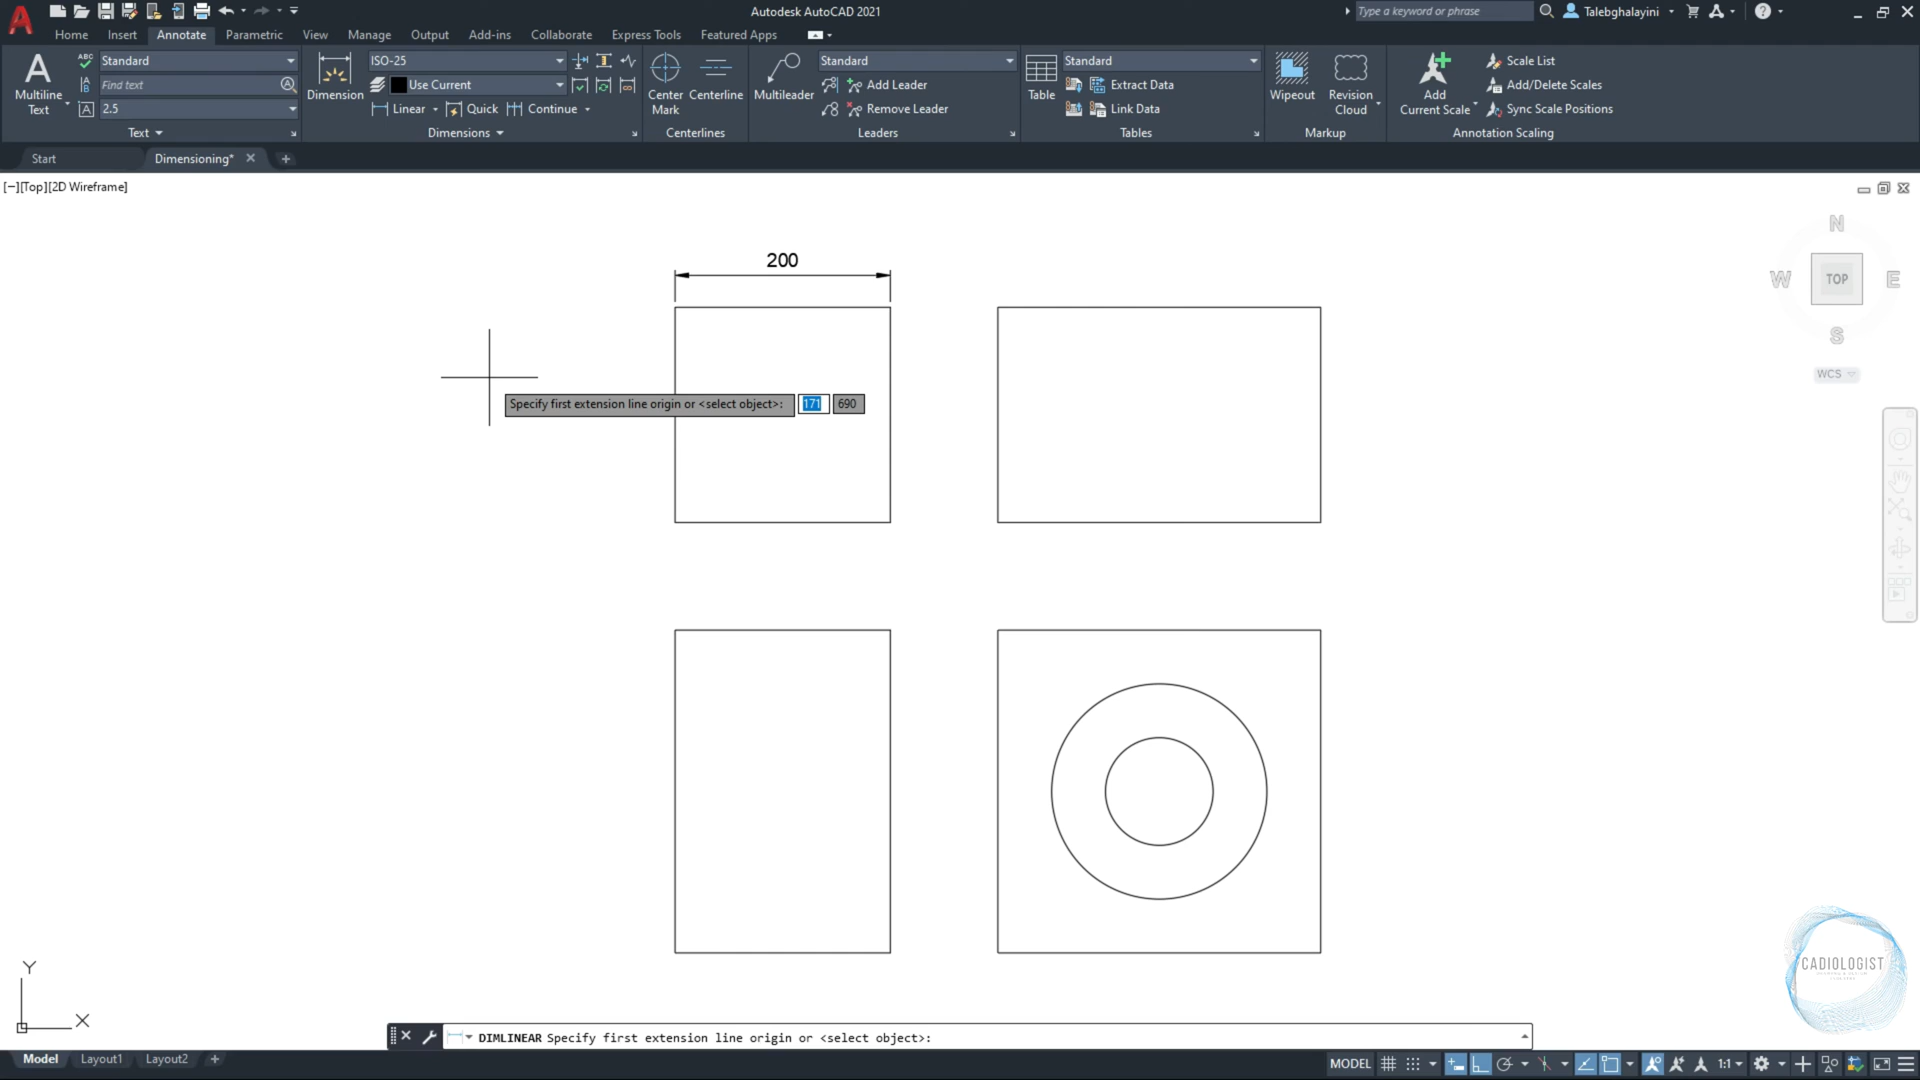 Autodesk AutoCAD 2021
Type a keyword or phrase
Talebghalayini
Home
Insert
Annotate
Parametric
View
Manage
Output
Add-ins
Collaborate
Express Tools
Featured Apps
Multiline
Text
Standard
Find text
2.5
Text
Dimension
ISO-25
Use Current
Linear
Quick
Continue
Dimensions
Center
Mark
Centerline
Centerlines
Multileader
Standard
Add Leader
Remove Leader
Leaders
Table
Standard
Extract Data
Link Data
Tables
Wipeout
Revision
Cloud
Markup
Add
Current Scale
Scale List
Add/Delete Scales
Sync Scale Positions
Annotation Scaling
Start
Dimensioning*
[−][Top][2D Wireframe]
N
W
TOP
E
S
WCS
200
Specify first extension line origin or <select object>:
171
690
CADIOLOGIST
Y
X
DIMLINEAR Specify first extension line origin or <select object>:
Model
Layout1
Layout2
MODEL
1:1